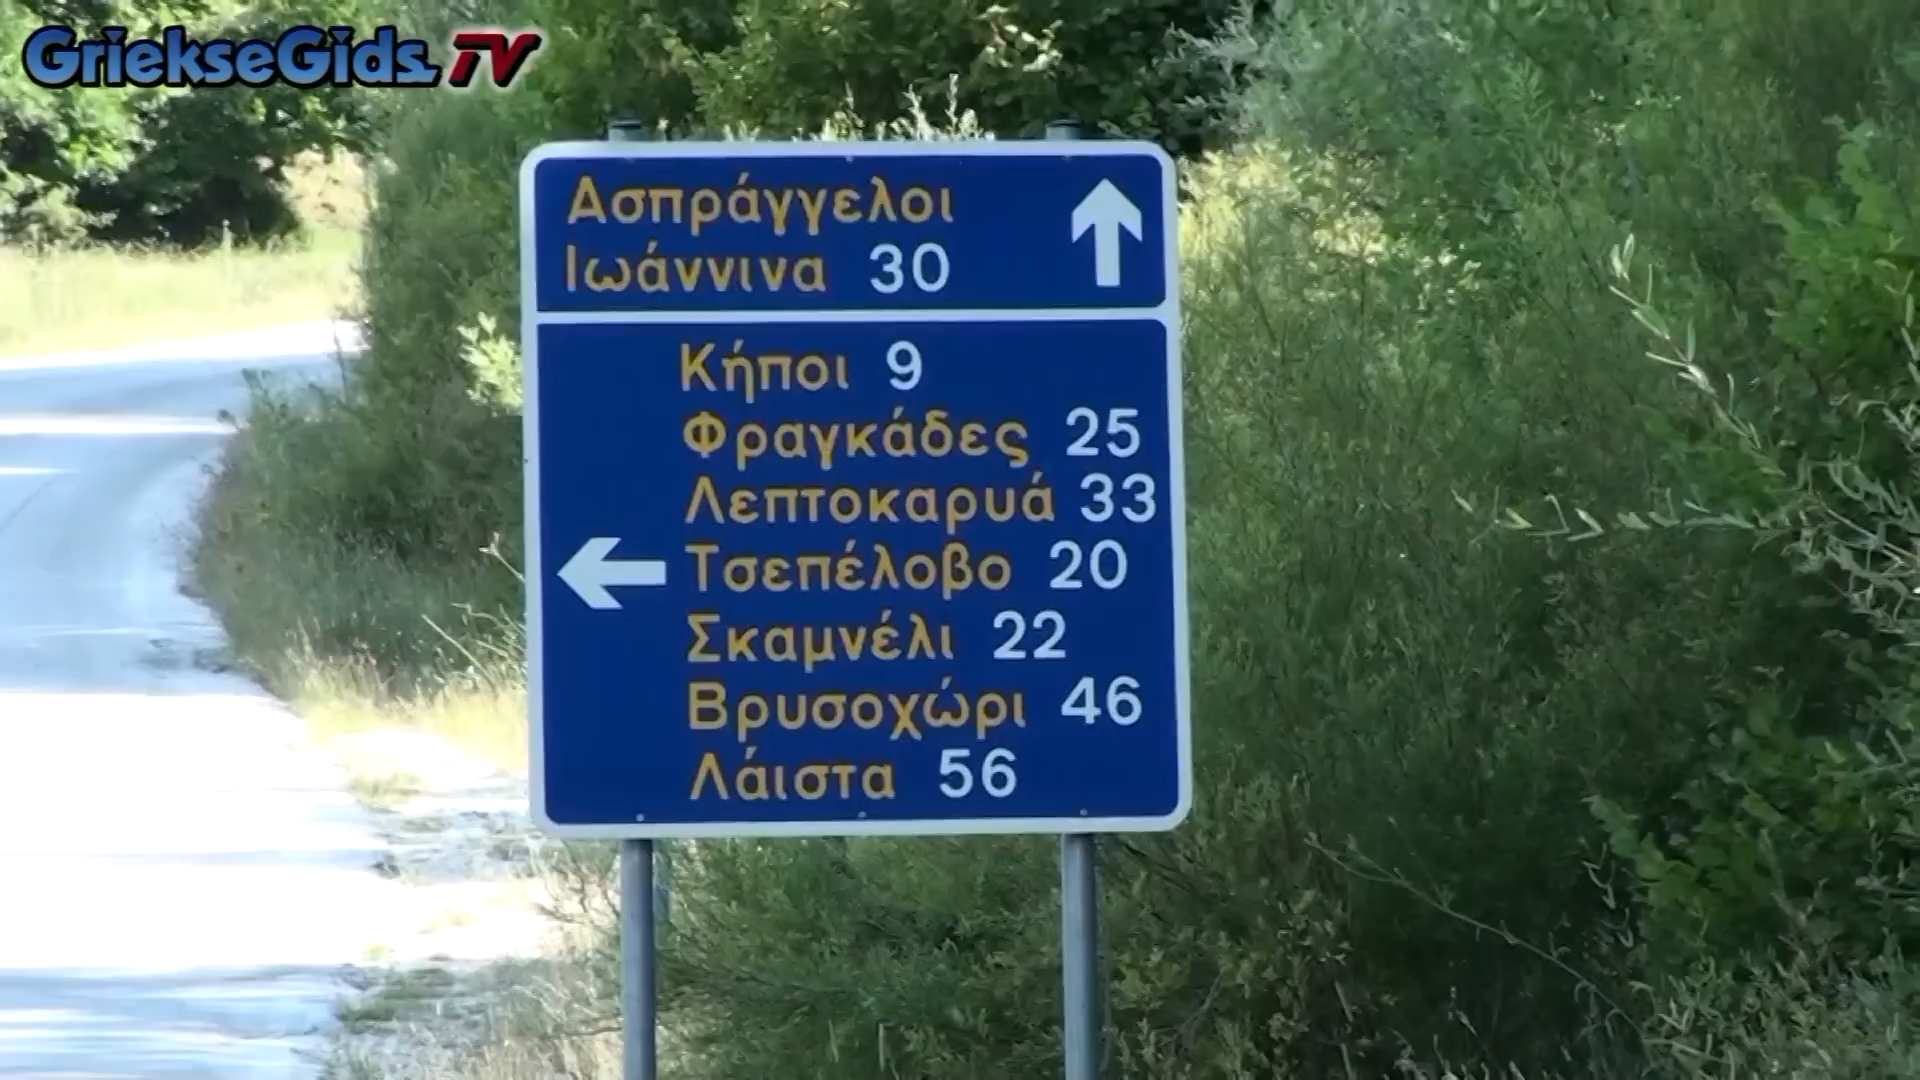 GriekseGids TV
Ασπράγγελοι
Ιωάννινα 30
Κήποι 9
Φραγκάδες 25
Λεπτοκαρυά 33
Τσεπέλοβο 20
Σκαμνέλι 22
Βρυσοχώρι 46
Λάιστα 56